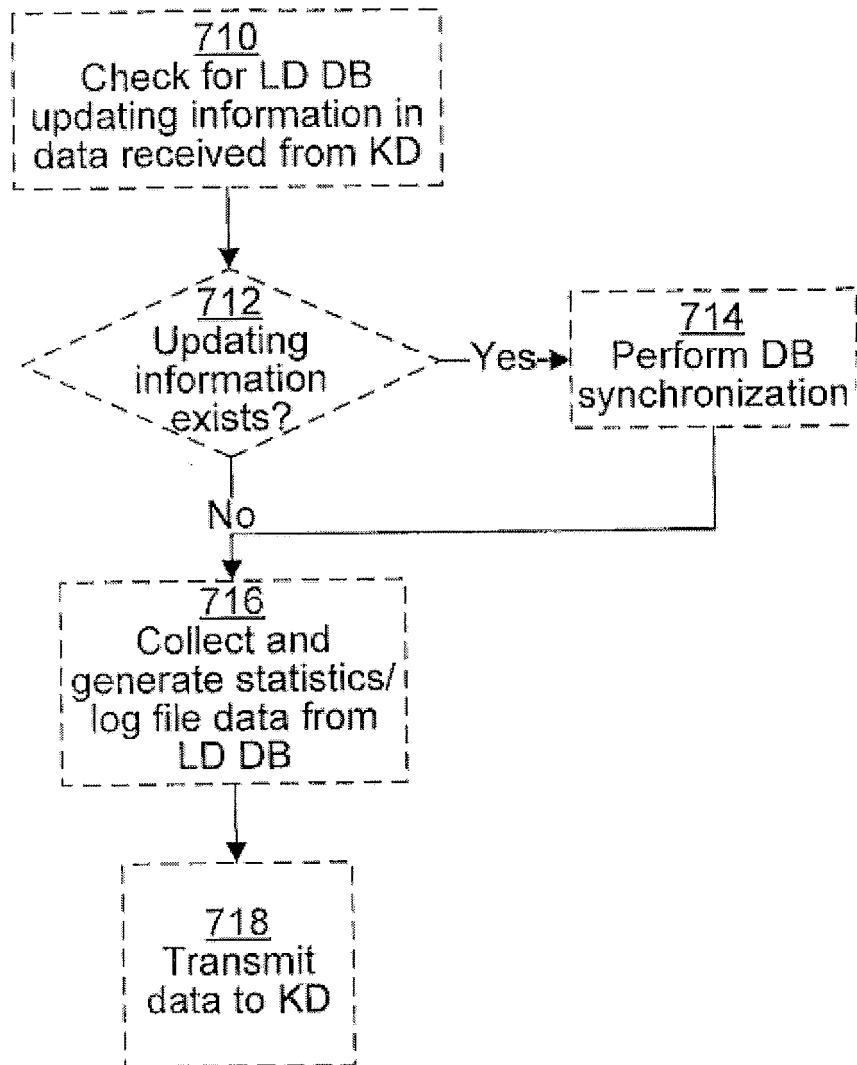 710
Check for LD DB
updating information in
data received from KD
712
Updating
information
exists?
Yes
714
Perform DB
synchronization
No
716
Collect and
generate statistics/
log file data from
LD DB
718
Transmit
data to KD